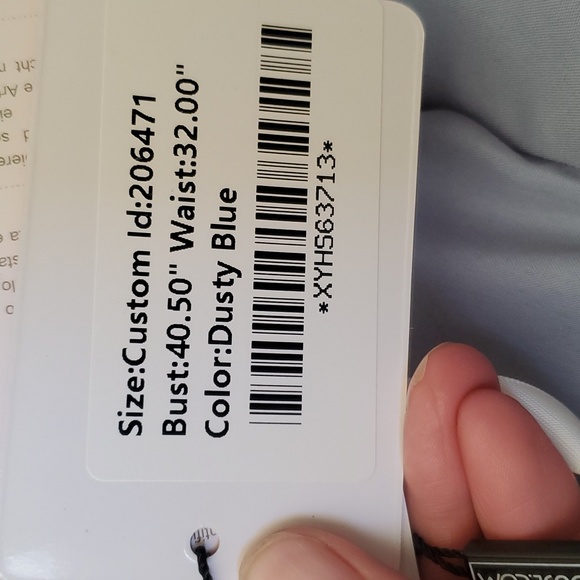 Size:Custom Id:206471
Bust:40.50" Waist:32.00"
Color:Dusty Blue
*XYH563713*